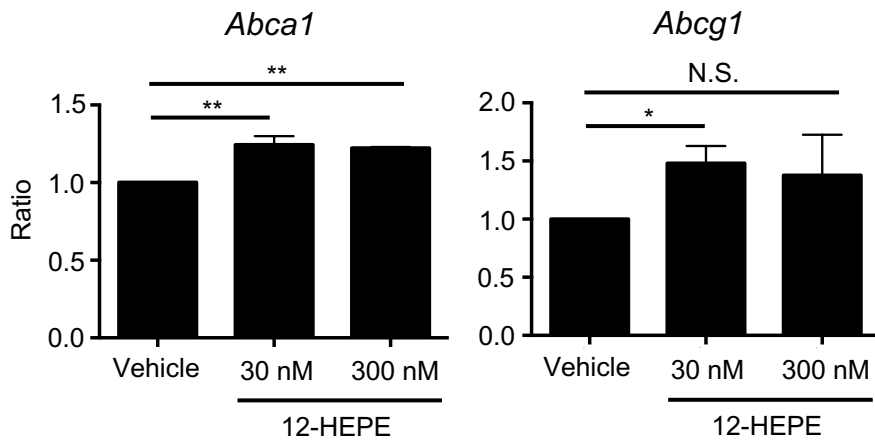 Abca1
**
**
Ratio
1.5
1.0
0.5
0.0
Vehicle
30 nM
300 nM
12-HEPE
Abcg1
N.S.
*
2.0
1.5
1.0
0.5
0.0
Vehicle
30 nM
300 nM
12-HEPE